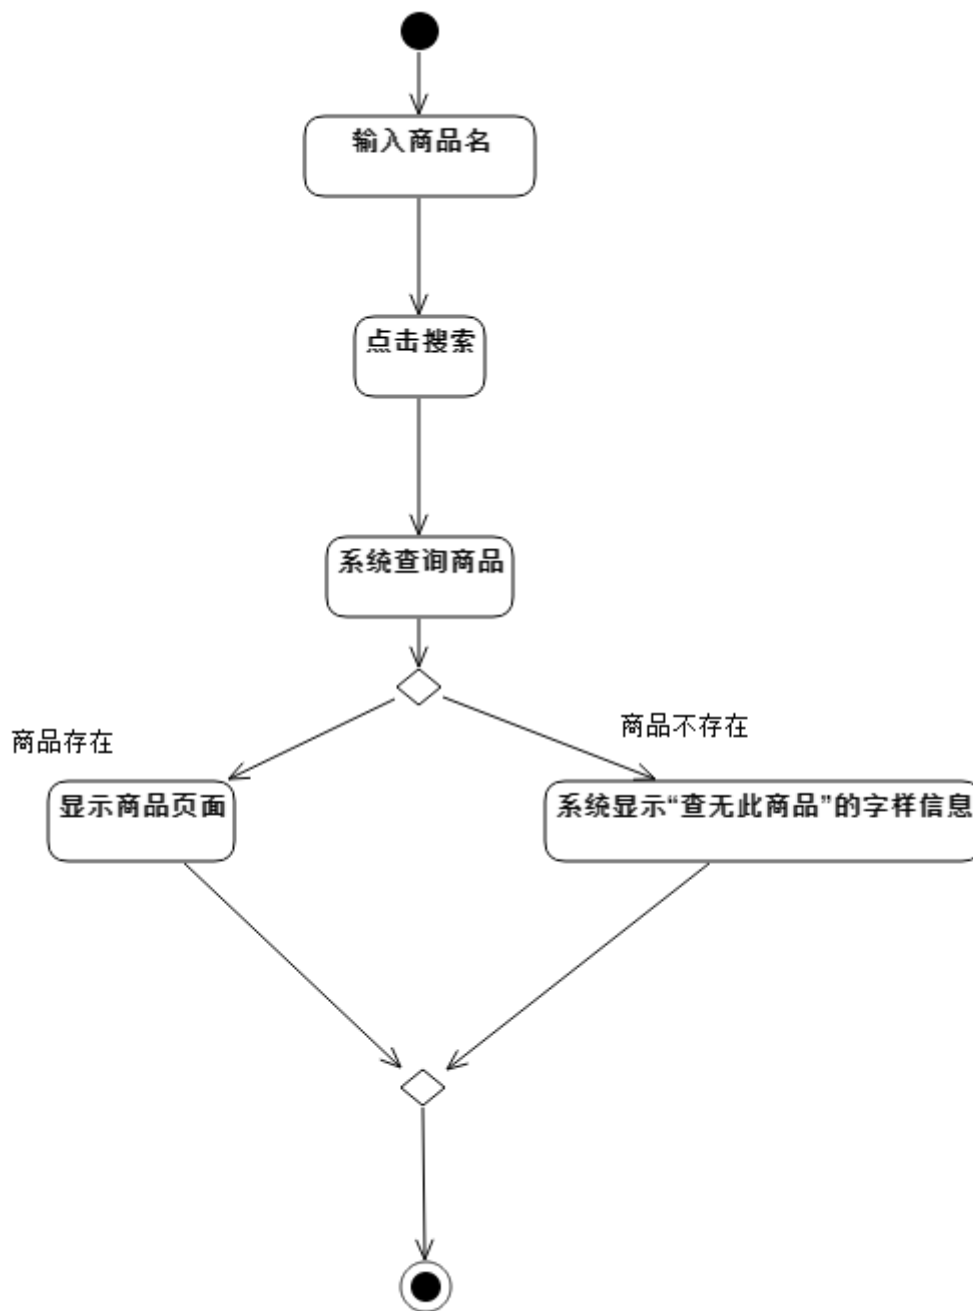 输入商品名
点击搜索
系统查询商品
商品存在
商品不存在
显示商品页面
系统显示“查无此商品”的字样信息